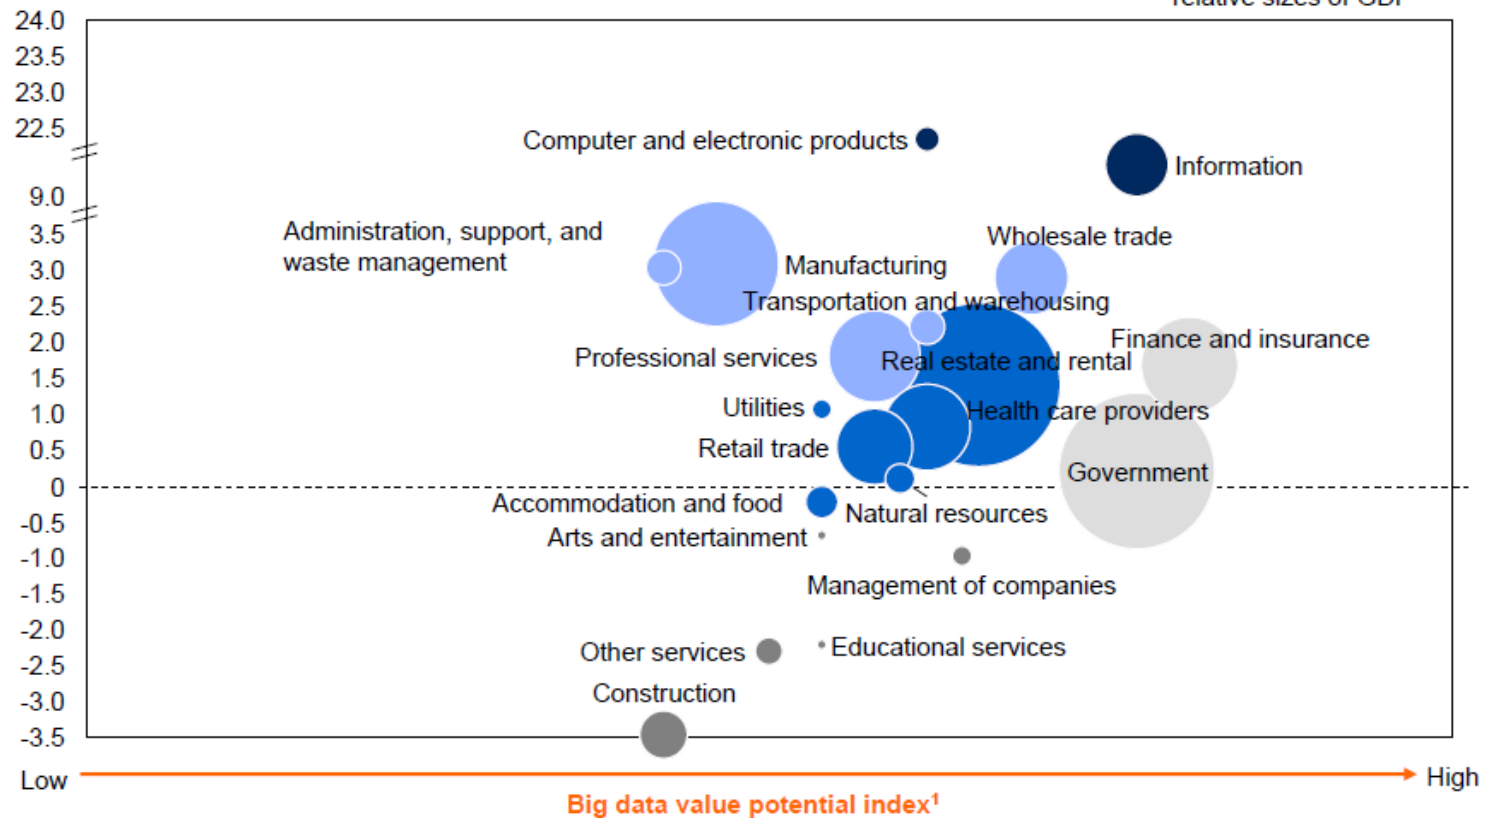 relative sizes of GDP
24.0
23.5
23.0
22.5
9.0
3.5
3.0
2.5
2.0
1.5
1.0
0.5
0
-0.5
-1.0
-1.5
-2.0
-2.5
-3.0
-3.5
Computer and electronic products
Information
Administration, support, and
waste management
Wholesale trade
Manufacturing
Transportation and warehousing
Finance and insurance
Professional services
Real estate and rental
Utilities
Health care providers
Retail trade
Government
Accommodation and food
Natural resources
Arts and entertainment
Management of companies
Other services
Educational services
Construction
Low
High
Big data value potential index¹